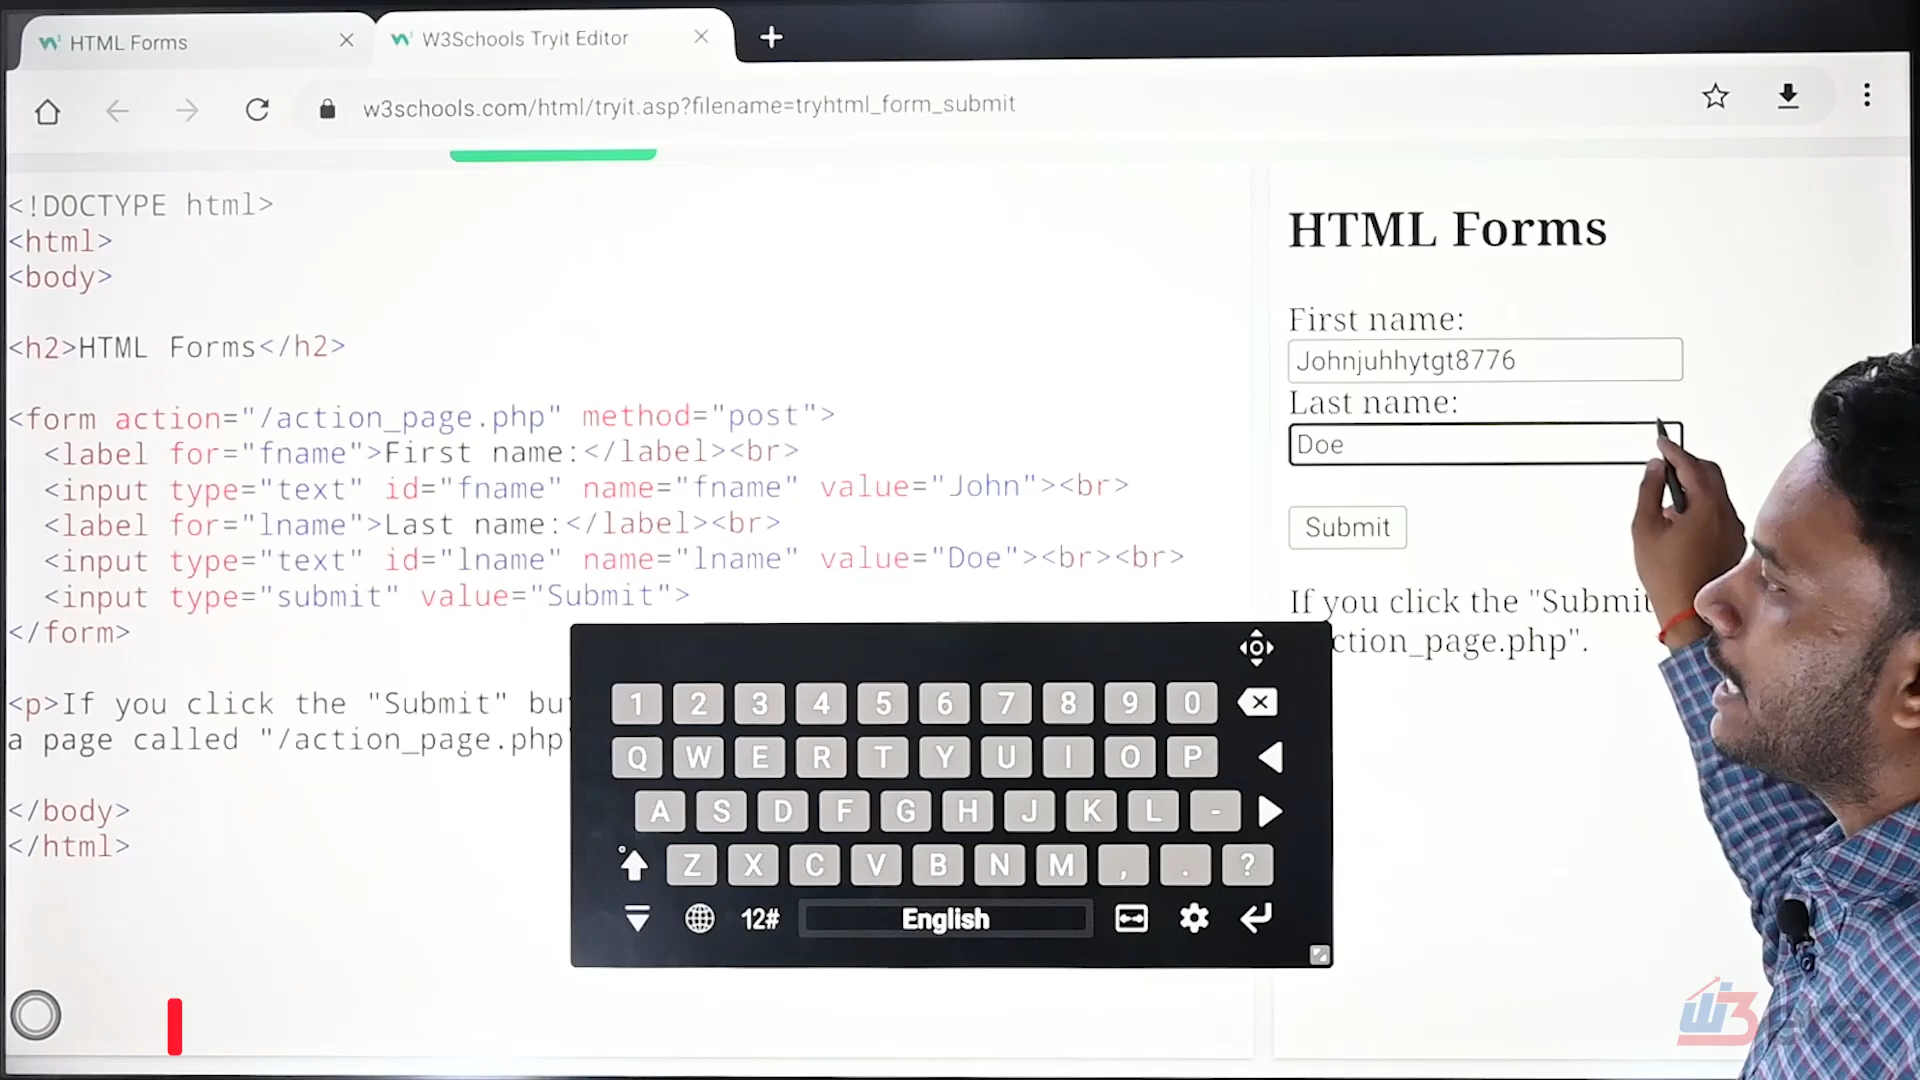 HTML Forms
W3Schools Tryit Editor
w3schools.com/html/tryit.asp?filename=tryhtml_form_submit
<!DOCTYPE html>
<html>
<body>
<h2>HTML Forms</h2>
<form action="/action_page.php" method="post">
<label for="fname">First name:</label><br>
<input type="text" id="fname" name="fname" value="John"><br>
<label for="lname">Last name:</label><br>
<input type="text" id="lname" name="lname" value="Doe"><br><br>
<input type="submit" value="Submit">
</form>
<p>If you click the "Submit" bu
a page called "/action_page.php"
</body>
</html>
HTML Forms
First name:
Johnjuhhytgt8776
Last name:
Doe
Submit
If you click the "Submit
ction_page.php".
1 2 3 4 5 6 7 8 9 0
Q W E R T Y U I O P
A S D F G H J K L -
Z X C V B N M , . ?
12# English
W3